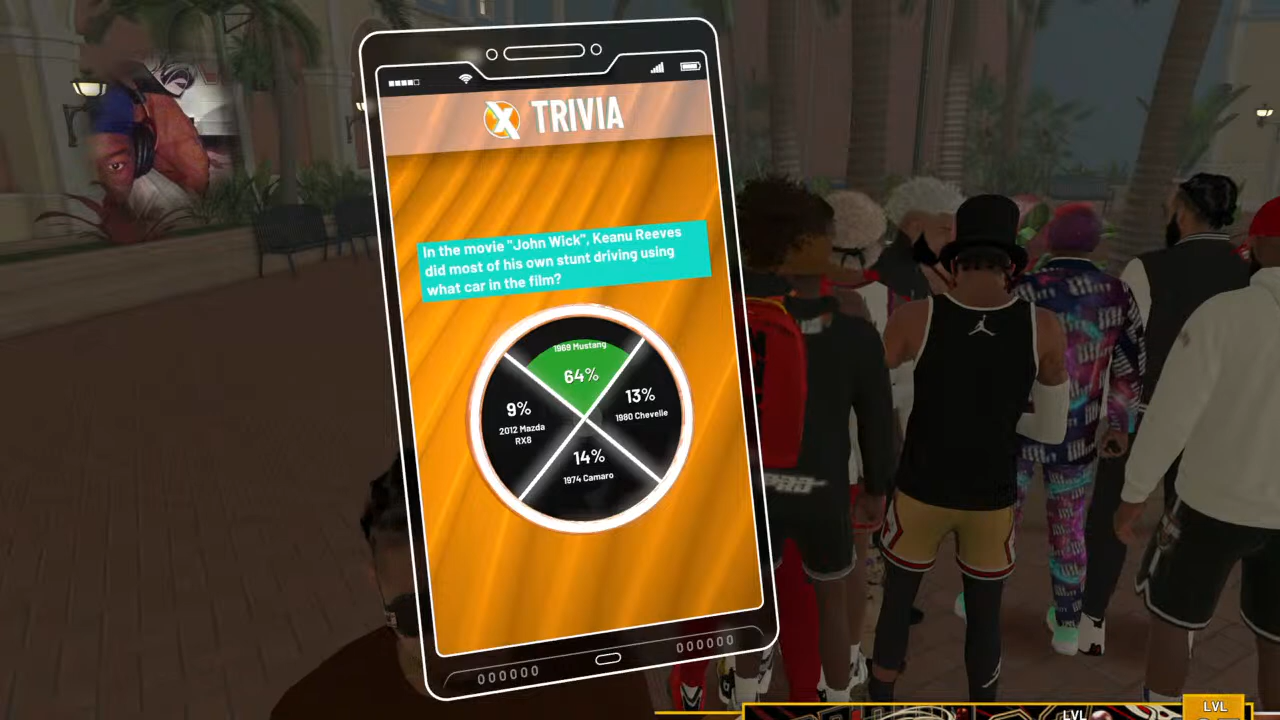 X TRIVIA
In the movie "John Wick", Keanu Reeves
did most of his own stunt driving using
what car in the film?
1969 Mustang
64%
9%
2012 Mazda
RX8
13%
1980 Chevelle
14%
1974 Camaro
LVL
LVL